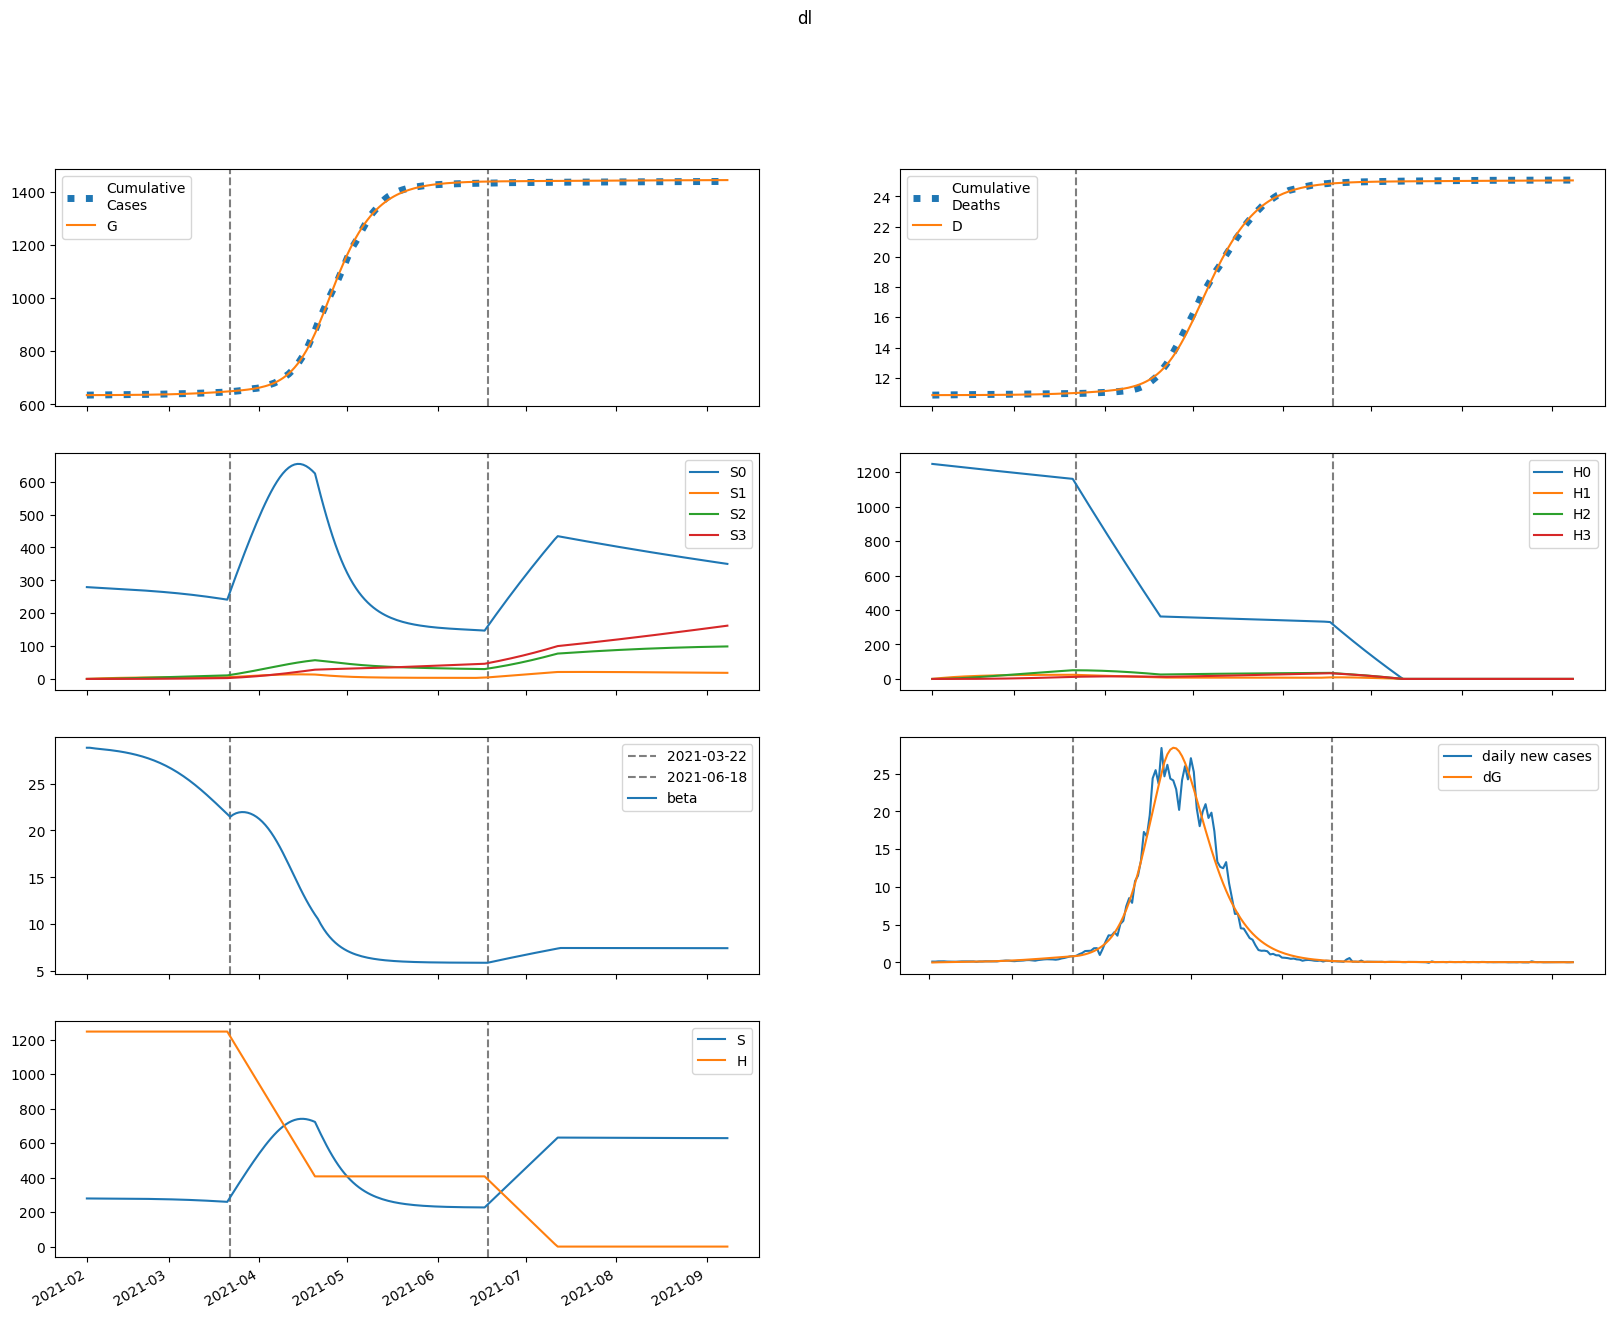 dl
Cumulative
Cases
G
1400
1200
1000
800
600
Cumulative
Deaths
D
24
22
20
18
16
14
12
S0
S1
S2
S3
600
500
400
300
200
100
0
H0
H1
H2
H3
1200
1000
800
600
400
200
0
2021-03-22
2021-06-18
beta
25
20
15
10
5
daily new cases
dG
25
20
15
10
5
0
S
H
1200
1000
800
600
400
200
0
2021-02
2021-03
2021-04
2021-05
2021-06
2021-07
2021-08
2021-09